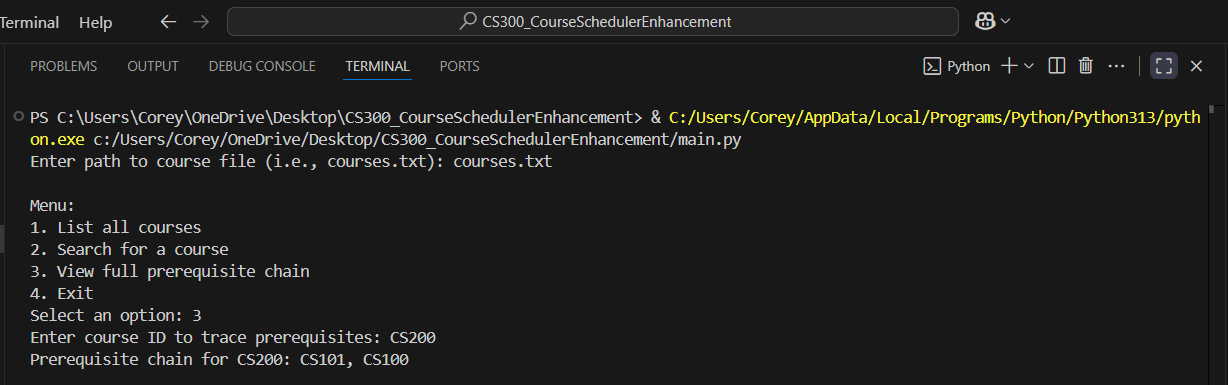 Terminal Help CS300_CourseSchedulerEnhancement
PROBLEMS OUTPUT DEBUG CONSOLE TERMINAL PORTS Python
PS C:\Users\Corey\OneDrive\Desktop\CS300_CourseSchedulerEnhancement> & C:/Users/Corey/AppData/Local/Programs/Python/Python313/pyth
on.exe c:/Users/Corey/OneDrive/Desktop/CS300_CourseSchedulerEnhancement/main.py
Enter path to course file (i.e., courses.txt): courses.txt
Menu:
1. List all courses
2. Search for a course
3. View full prerequisite chain
4. Exit
Select an option: 3
Enter course ID to trace prerequisites: CS200
Prerequisite chain for CS200: CS101, CS100